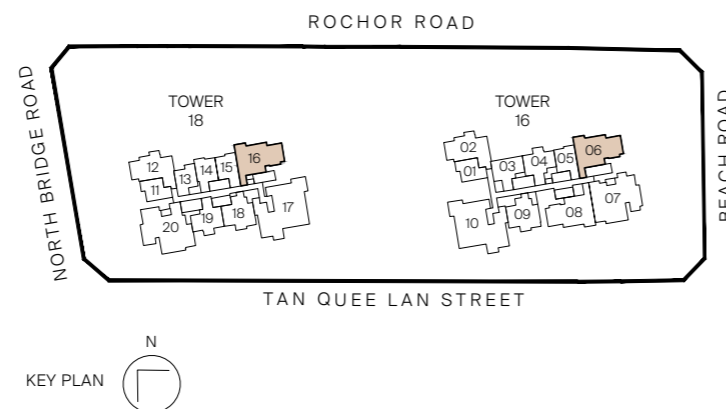 ROCHOR ROAD
NORTH BRIDGE ROAD
TOWER
18
12
11
13
14
15
16
17
18
19
20
TOWER
16
02
01
03
04
05
06
07
08
09
10
BEACH ROAD
TAN QUEE LAN STREET
N
KEY PLAN